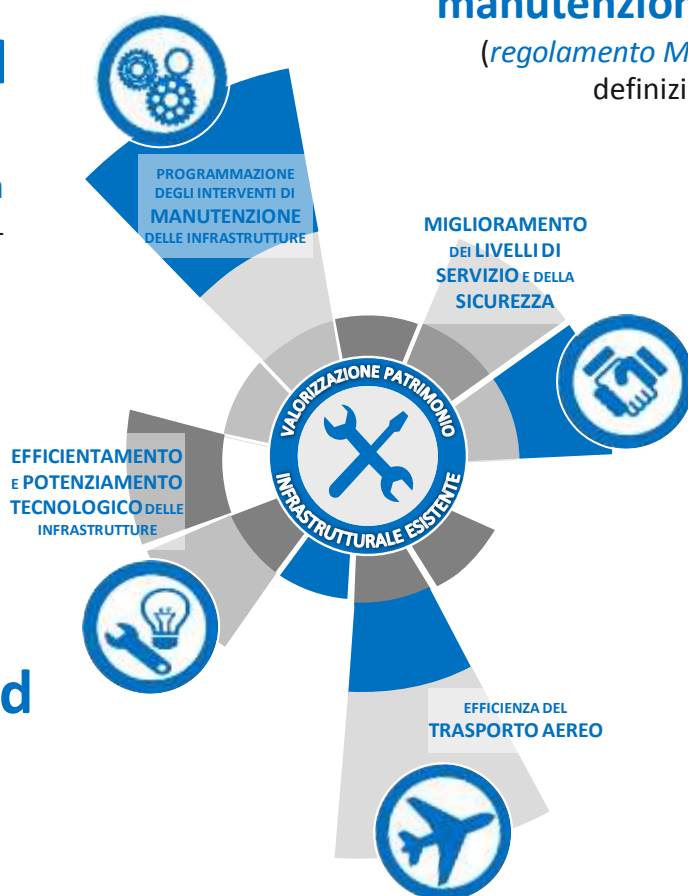 manutenzion
(regolamento M
definizi
PROGRAMMAZIONE
DEGLI INTERVENTI DI
MANUTENZIONE
DELLE INFRASTRUTTURE
MIGLIORAMENTO
DEI LIVELLI DI
SERVIZIO E DELLA
SICUREZZA
VALORIZZAZIONE PATRIMONIO
INFRASTRUTTURALE ESISTENTE
EFFICIENTAMENTO
E POTENZIAMENTO
TECNOLOGICO DELLE
INFRASTRUTTURE
d
EFFICIENZA DEL
TRASPORTO AEREO